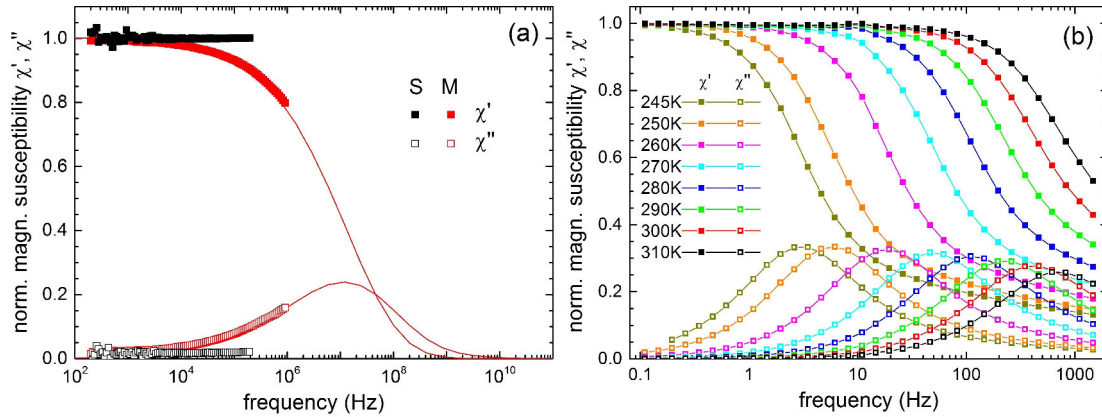 (a)
norm. magn. susceptibility χ', χ''
1.0
0.8
0.6
0.4
0.2
0.0
S M
χ'
χ''
10² 10⁴ 10⁶ 10⁸ 10¹⁰
frequency (Hz)
(b)
norm. magn. susceptibility χ', χ''
1.0
0.8
0.6
0.4
0.2
0.0
χ' χ''
245K
250K
260K
270K
280K
290K
300K
310K
0.1 1 10 100 1000
frequency (Hz)